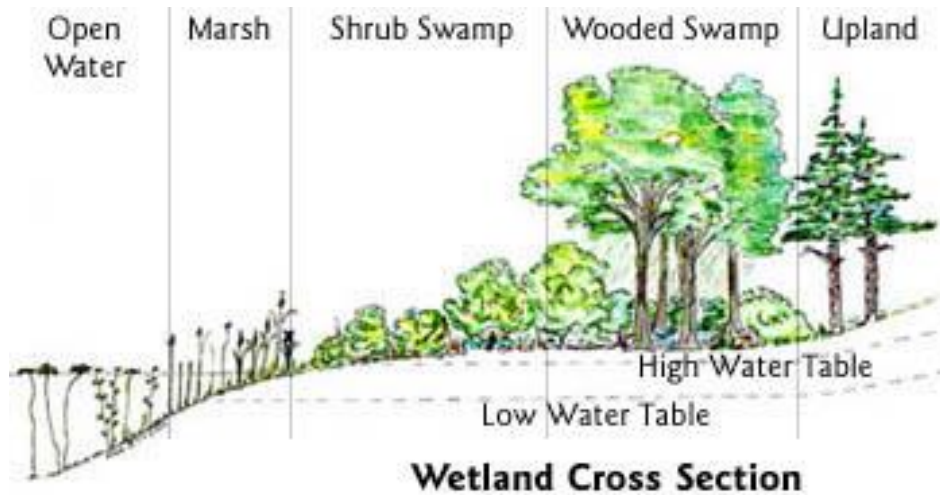 Open
Water
Marsh
Shrub Swamp
Wooded Swamp
Upland
High Water Table
Low Water Table
Wetland Cross Section